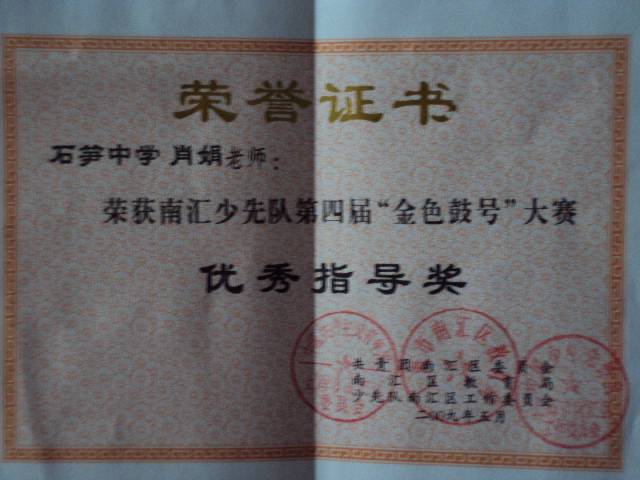 荣誉证书
石笋中学 肖娟老师：
荣获南汇少先队第四届“金色鼓号”大赛
优秀指导奖
共青团南汇区委员会
南汇区教育局
少先队南汇区工作委员会
二00九年五月